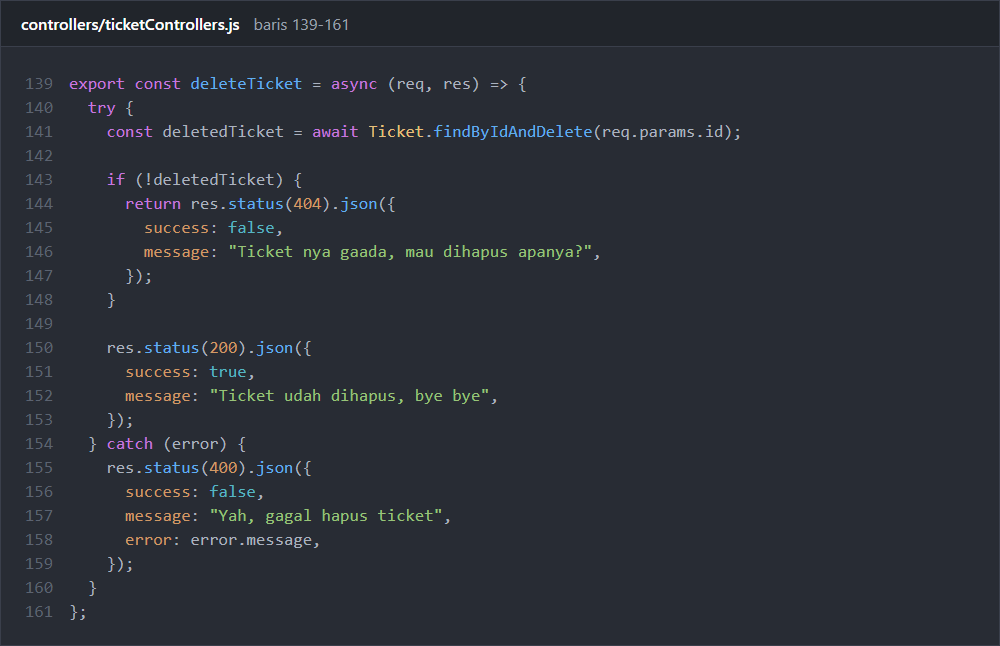 controllers/ticketControllers.js baris 139-161
139 export const deleteTicket = async (req, res) => {
140   try {
141     const deletedTicket = await Ticket.findByIdAndDelete(req.params.id);
142
143     if (!deletedTicket) {
144       return res.status(404).json({
145         success: false,
146         message: "Ticket nya gaada, mau dihapus apanya?",
147       });
148     }
149
150     res.status(200).json({
151       success: true,
152       message: "Ticket udah dihapus, bye bye",
153     });
154   } catch (error) {
155     res.status(400).json({
156       success: false,
157       message: "Yah, gagal hapus ticket",
158       error: error.message,
159     });
160   }
161 };